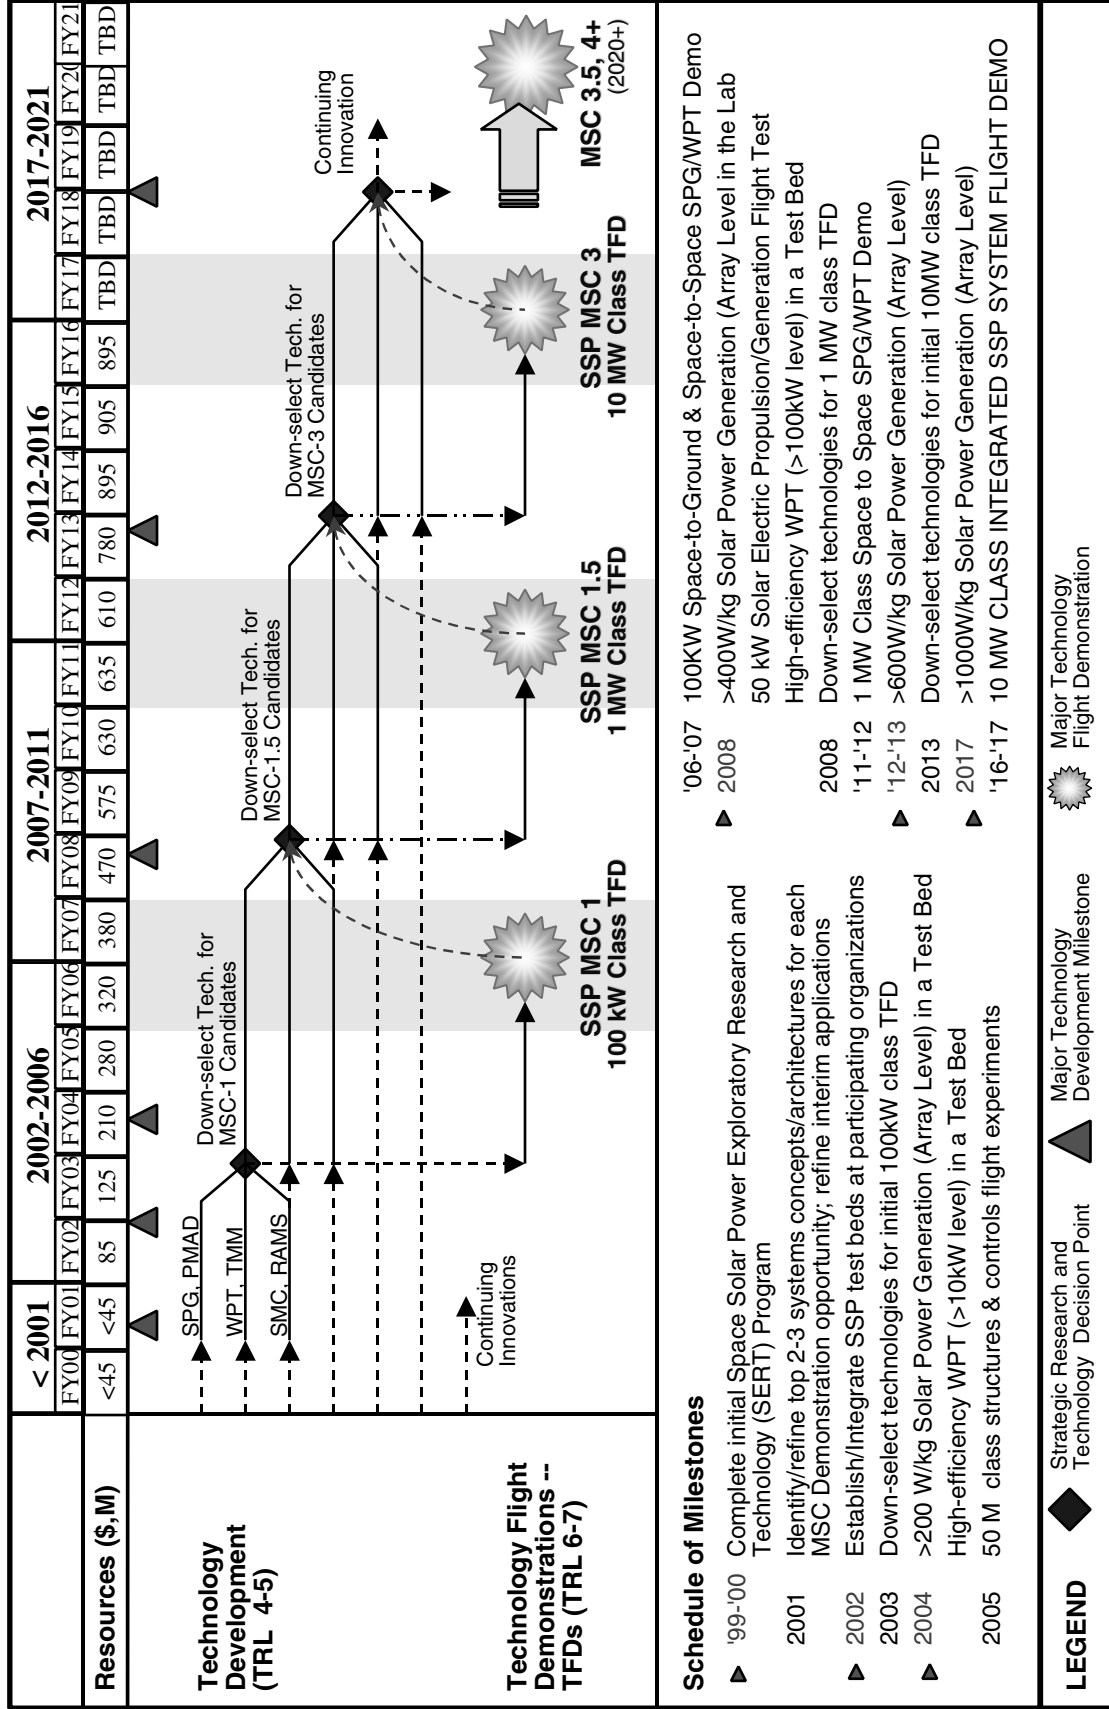 < 2001
2002-2006
2007-2011
2012-2016
2017-2021
FY00 FY01 FY02 FY03 FY04 FY05 FY06 FY07 FY08 FY09 FY10 FY11 FY12 FY13 FY14 FY15 FY16 FY17 FY18 FY19 FY20 FY21
Resources ($,M)
<45 <45 85 125 210 280 320 380 470 575 630 635 610 780 895 905 895 TBD TBD TBD TBD TBD
Technology
Development
(TRL 4-5)
SPG, PMAD
WPT, TMM
SMC, RAMS
Down-select Tech. for
MSC-1 Candidates
Down-select Tech. for
MSC-1.5 Candidates
Down-select Tech. for
MSC-3 Candidates
Continuing
Innovation
Continuing
Innovations
Technology Flight
Demonstrations --
TFDs (TRL 6-7)
SSP MSC 1
100 kW Class TFD
SSP MSC 1.5
1 MW Class TFD
SSP MSC 3
10 MW Class TFD
MSC 3.5, 4+
(2020+)
Schedule of Milestones
'99-'00 Complete initial Space Solar Power Exploratory Research and
Technology (SERT) Program
2001 Identify/refine top 2-3 systems concepts/architectures for each
MSC Demonstration opportunity; refine interim applications
2002 Establish/Integrate SSP test beds at participating organizations
2003 Down-select technologies for initial 100kW class TFD
2004 >200 W/kg Solar Power Generation (Array Level) in a Test Bed
High-efficiency WPT (>10kW level) in a Test Bed
2005 50 M class structures & controls flight experiments
'06-'07 100KW Space-to-Ground & Space-to-Space SPG/WPT Demo
2008 >400W/kg Solar Power Generation (Array Level in the Lab
50 kW Solar Electric Propulsion/Generation Flight Test
High-efficiency WPT (>100kW level) in a Test Bed
2008 Down-select technologies for 1 MW class TFD
'11-'12 1 MW Class Space to Space SPG/WPT Demo
'12-'13 >600W/kg Solar Power Generation (Array Level)
2013 Down-select technologies for initial 10MW class TFD
2017 >1000W/kg Solar Power Generation (Array Level)
'16-'17 10 MW CLASS INTEGRATED SSP SYSTEM FLIGHT DEMO
LEGEND
Strategic Research and
Technology Decision Point
Major Technology
Development Milestone
Major Technology
Flight Demonstration